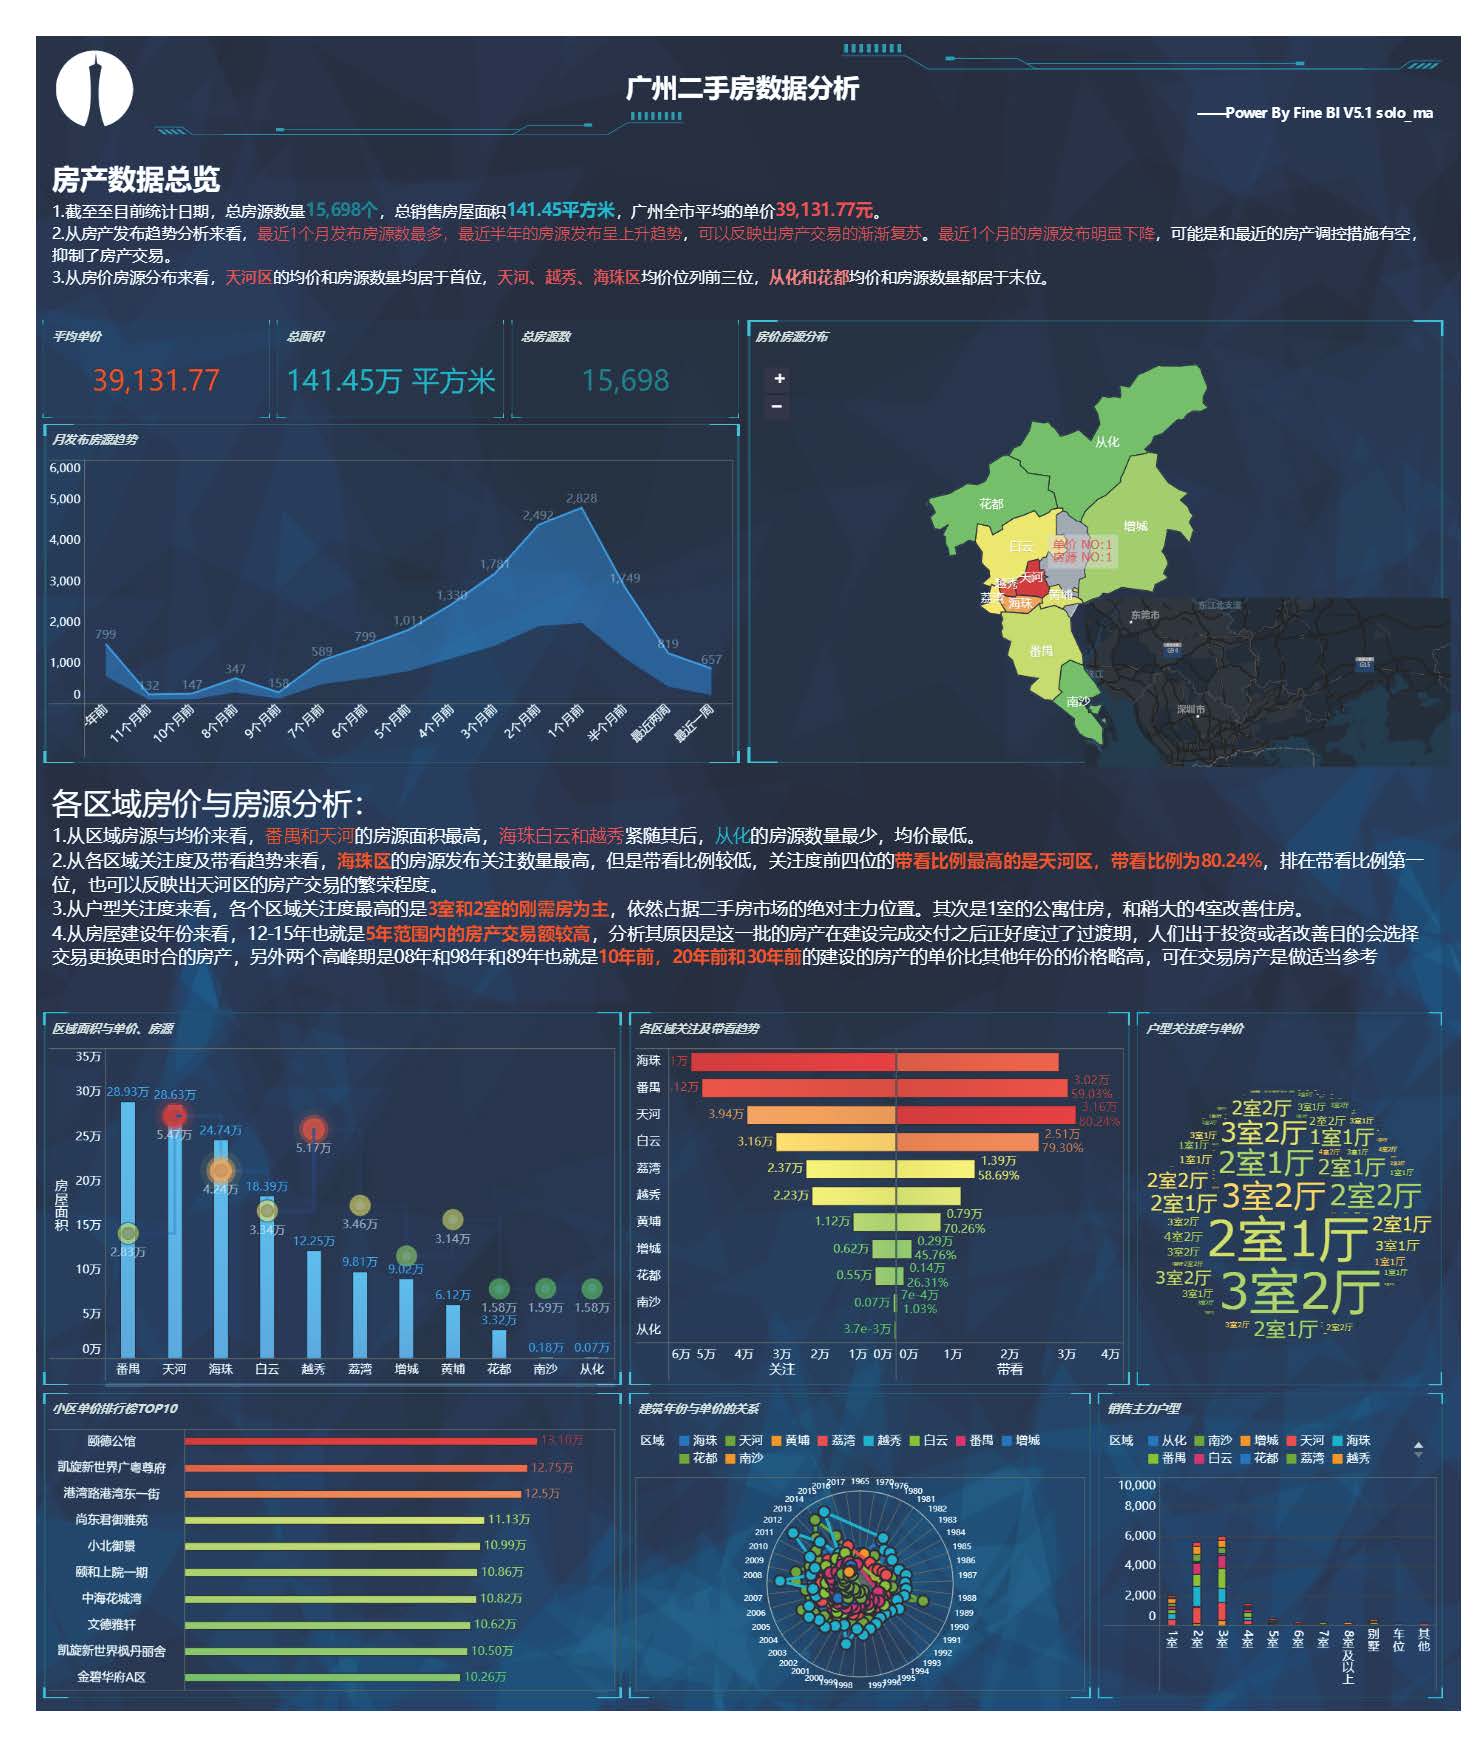 广州二手房数据分析
——Power By Fine BI V5.1 solo_ma
房产数据总览
1.截至至目前统计日期，总房源数量15,698个，总销售房屋面积141.45平方米，广州全市平均的单价39,131.77元。
2.从房产发布趋势分析来看，最近1个月发布房源数最多，最近半年的房源发布呈上升趋势，可以反映出房产交易的渐渐复苏。最近1个月的房源发布明显下降，可能是和最近的房产调控措施有空，
抑制了房产交易。
3.从房价房源分布来看，天河区的均价和房源数量均居于首位，天河、越秀、海珠区均价位列前三位，从化和花都均价和房源数量都居于末位。
平均单价
39,131.77
总面积
141.45万 平方米
总房源数
15,698
月发布房源趋势
6,000
5,000
4,000
3,000
2,000
1,000
0
799
132
147
347
158
589
799
1,011
1,330
1,781
2,492
2,828
1,749
819
657
一年前
11个月前
10个月前
8个月前
9个月前
7个月前
6个月前
5个月前
4个月前
3个月前
2个月前
1个月前
半个月前
最近两周
最近一周
房价房源分布
+
−
从化
花都
增城
白云
单价 NO:1
房源 NO:1
天河
越秀
荔湾
黄埔
海珠
番禺
南沙
东莞市
东江北支流
深圳市
各区域房价与房源分析：
1.从区域房源与均价来看，番禺和天河的房源面积最高，海珠白云和越秀紧随其后，从化的房源数量最少，均价最低。
2.从各区域关注度及带看趋势来看，海珠区的房源发布关注数量最高，但是带看比例较低，关注度前四位的带看比例最高的是天河区，带看比例为80.24%，排在带看比例第一
位，也可以反映出天河区的房产交易的繁荣程度。
3.从户型关注度来看，各个区域关注度最高的是3室和2室的刚需房为主，依然占据二手房市场的绝对主力位置。其次是1室的公寓住房，和稍大的4室改善住房。
4.从房屋建设年份来看，12-15年也就是5年范围内的房产交易额较高，分析其原因是这一批的房产在建设完成交付之后正好度过了过渡期，人们出于投资或者改善目的会选择
交易更换更时合的房产，另外两个高峰期是08年和98年和89年也就是10年前，20年前和30年前的建设的房产的单价比其他年份的价格略高，可在交易房产是做适当参考
区域面积与单价、房源
房屋面积
35万
30万
25万
20万
15万
10万
5万
0万
28.93万
28.63万
24.74万
18.39万
12.25万
9.81万
9.02万
6.12万
3.32万
0.18万
0.07万
2.83万
5.47万
4.24万
3.34万
5.17万
3.46万
3.14万
1.58万
1.59万
1.58万
番禺 天河 海珠 白云 越秀 荔湾 增城 黄埔 花都 南沙 从化
各区域关注及带看趋势
海珠
番禺 3.02万
59.03%
天河 3.94万 3.16万
80.24%
白云 3.16万 2.51万
79.30%
荔湾 2.37万 1.39万
58.69%
越秀 2.23万
黄埔 1.12万 0.79万
70.26%
增城 0.62万 0.29万
45.76%
花都 0.55万 0.14万
26.31%
南沙 0.07万 7e-4万
1.03%
从化 3.7e-3万
6万 5万 4万 3万 2万 1万 0万 0万 1万 2万 3万 4万
关注 带看
户型关注度与单价
2室2厅 3室1厅
3室2厅 1室1厅
2室1厅 2室1厅
2室2厅 3室2厅 2室2厅
2室1厅
2室1厅 2室1厅
3室2厅
4室2厅
3室1厅
3室2厅
1室1厅
3室2厅 3室2厅
3室1厅
3室2厅 2室1厅 2室2厅
小区单价排行榜TOP10
颐德公馆 13.10万
凯旋新世界广粤尊府 12.75万
港湾路港湾东一街 12.5万
尚东君御雅苑 11.13万
小北御景 10.99万
颐和上院一期 10.86万
中海花城湾 10.82万
文德雅轩 10.62万
凯旋新世界枫丹丽舍 10.50万
金碧华府A区 10.26万
建筑年份与单价的关系
区域 海珠 天河 黄埔 荔湾 越秀 白云 番禺 增城
花都 南沙
1965
1970
1976
1980
1981
1982
1983
1984
1985
1986
1987
1988
1989
1990
1991
1992
1993
1994
1995
1996
1997
1998
1999
2000
2001
2002
2003
2004
2005
2006
2007
2008
2009
2010
2011
2012
2013
2014
2015
2016
2017
销售主力户型
区域 从化 南沙 增城 天河 海珠
番禺 白云 花都 荔湾 越秀
10,000
8,000
6,000
4,000
2,000
0
1室
2室
3室
4室
5室
6室
7室
8室及以上
别墅
车位
其他